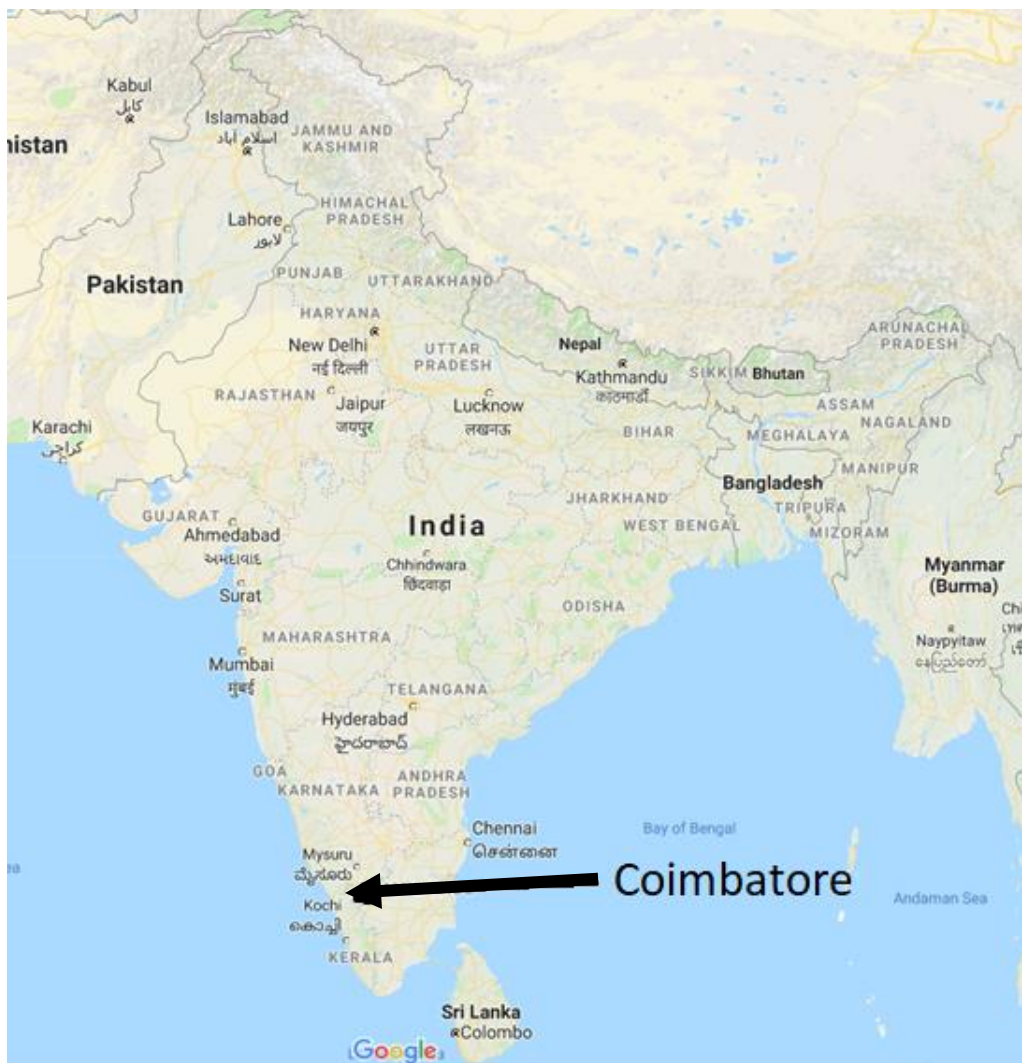 Kabul
کابل
Islamabad
اسلام آباد
JAMMU AND
KASHMIR
nistan
HIMACHAL
PRADESH
Lahore
لاہور
PUNJAB
UTTARAKHAND
Pakistan
HARYANA
New Delhi
नई दिल्ली
UTTAR
PRADESH
Nepal
Kathmandu
काठमाडौं
SIKKIM
Bhutan
ARUNACHAL
PRADESH
RAJASTHAN
Jaipur
जयपुर
Lucknow
लखनऊ
ASSAM
NAGALAND
Karachi
کراچی
BIHAR
MEGHALAYA
MANIPUR
Bangladesh
TRIPURA
MIZORAM
JHARKHAND
WEST BENGAL
GUJARAT
Ahmedabad
અમદાવાદ
India
Chhindwara
छिंदवाड़ा
Surat
Myanmar
(Burma)
ODISHA
Chi
MAHARASHTRA
Naypyitaw
နေပြည်တော်
Mumbai
मुंबई
TELANGANA
Hyderabad
హైదరాబాద్
GOA
KARNATAKA
ANDHRA
PRADESH
Chennai
சென்னை
Bay of Bengal
Mysuru
ಮೈಸೂರು
ea
Coimbatore
Andaman Sea
Kochi
കൊച്ചി
KERALA
Sri Lanka
Colombo
Google